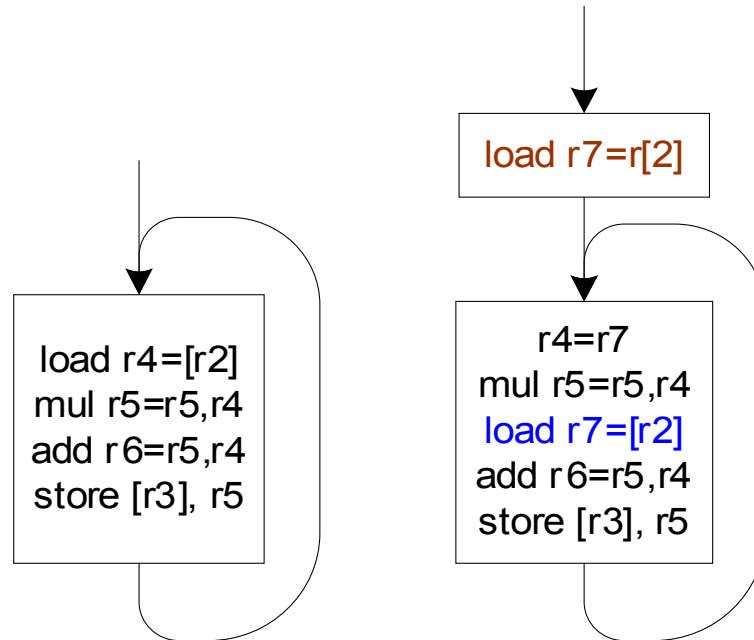 load r4=[r2]
mul r5=r5,r4
add r6=r5,r4
store [r3], r5
load r7=r[2]
r4=r7
mul r5=r5,r4
load r7=[r2]
add r6=r5,r4
store [r3], r5